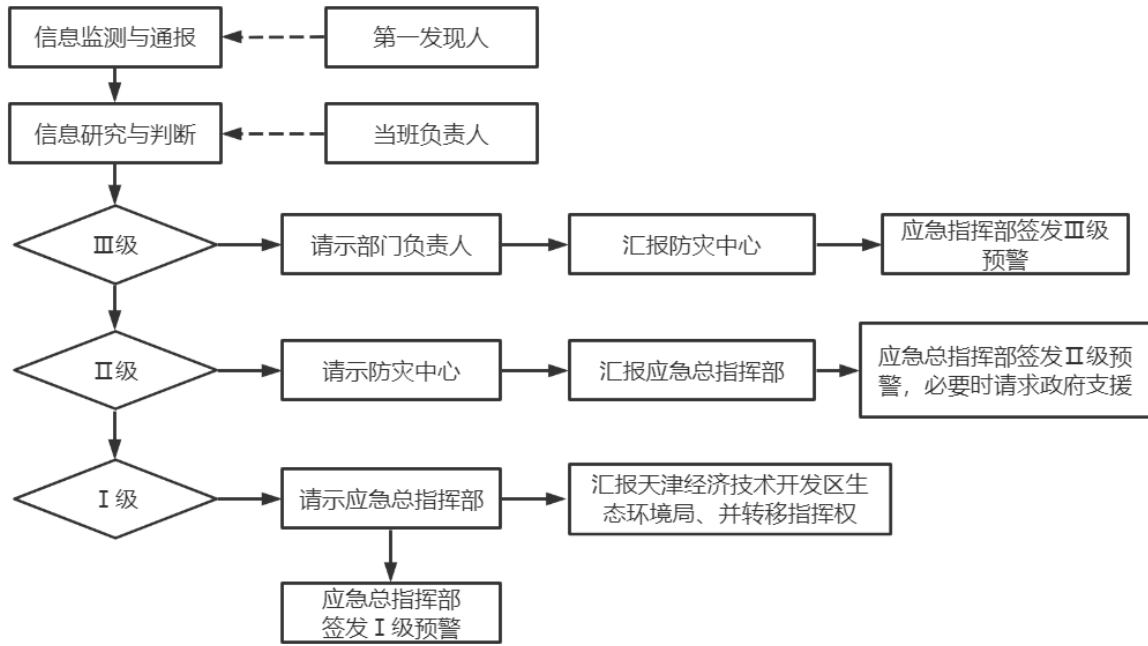 信息监测与通报
第一发现人
信息研究与判断
当班负责人
Ⅲ级
请示部门负责人
汇报防灾中心
应急指挥部签发Ⅲ级
预警
Ⅱ级
请示防灾中心
汇报应急总指挥部
应急总指挥部签发Ⅱ级预
警，必要时请求政府支援
Ⅰ级
请示应急总指挥部
汇报天津经济技术开发区生
态环境局、并转移指挥权
应急总指挥部
签发Ⅰ级预警